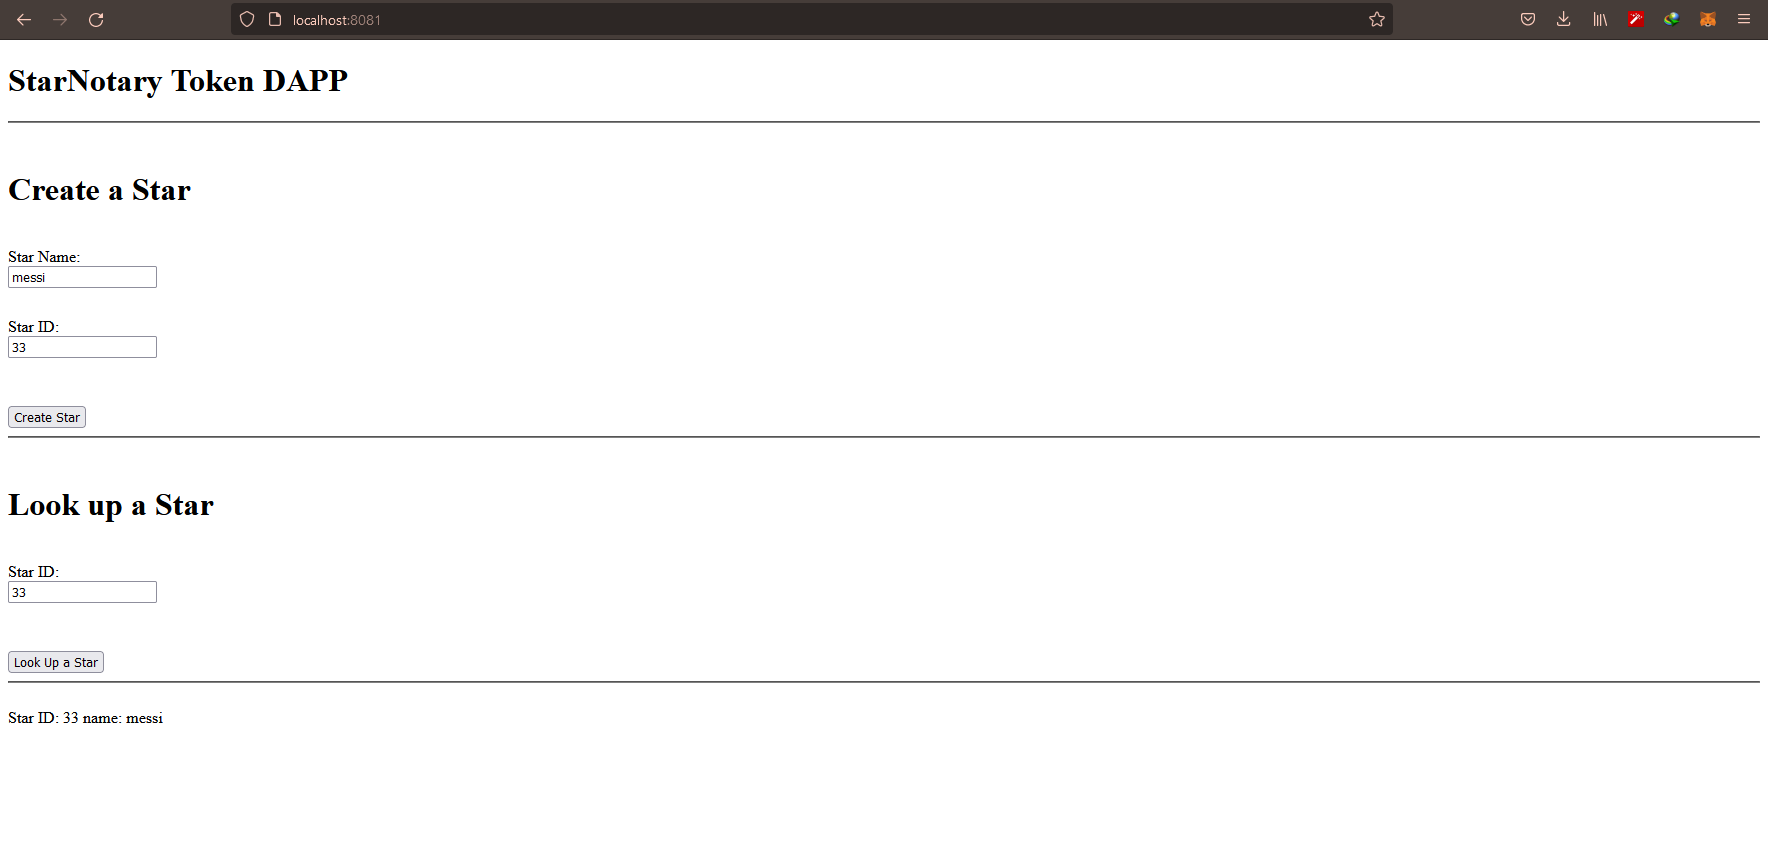 localhost:8081
StarNotary Token DAPP
Create a Star
Star Name:
messi
Star ID:
33
Create Star
Look up a Star
Star ID:
33
Look Up a Star
Star ID: 33 name: messi